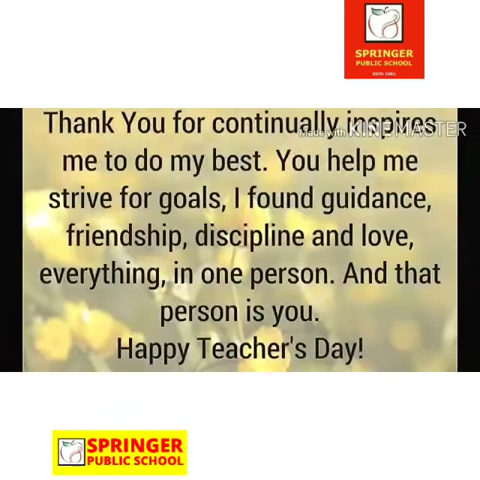 SPRINGER
PUBLIC SCHOOL
ESTD 1981
Thank You for continually inspires
Made with KINEMASTER
me to do my best. You help me
strive for goals, I found guidance,
friendship, discipline and love,
everything, in one person. And that
person is you.
Happy Teacher's Day!
SPRINGER
PUBLIC SCHOOL